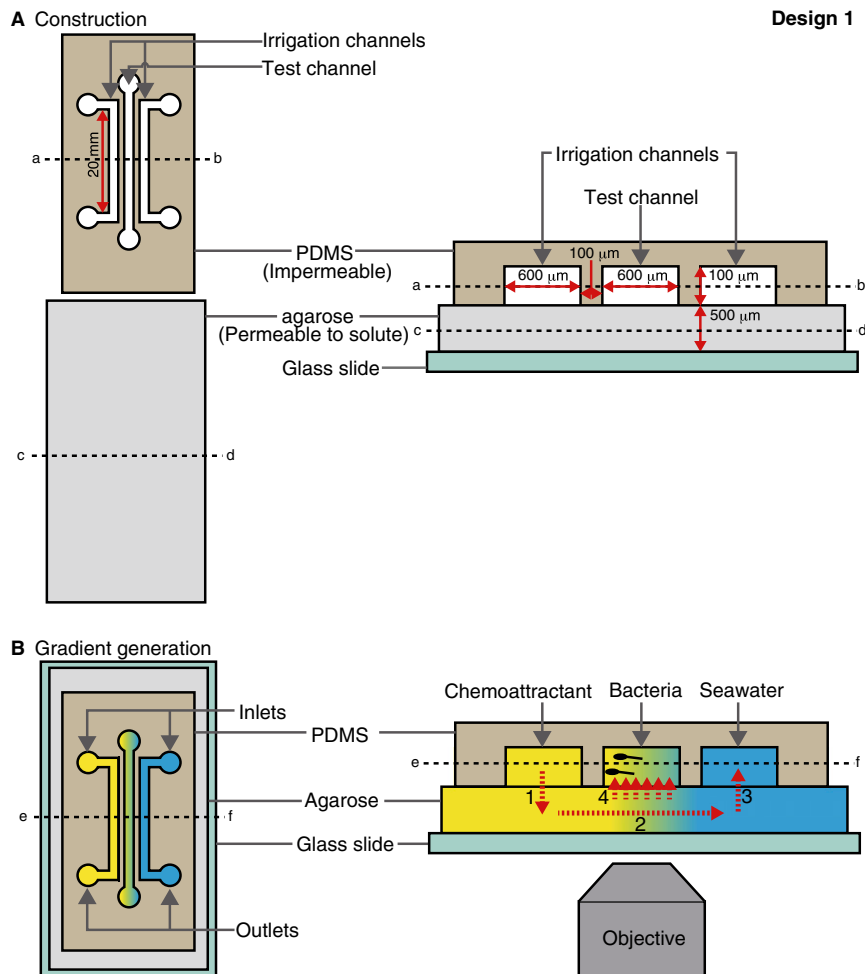 A Construction
Design 1
Irrigation channels
Test channel
a
b
20 mm
PDMS
(Impermeable)
agarose
(Permeable to solute)
Glass slide
c
d
Irrigation channels
Test channel
100 μm
600 μm
600 μm
100 μm
a
b
500 μm
c
d
B Gradient generation
Inlets
PDMS
Agarose
e
f
Glass slide
Outlets
Chemoattractant
Bacteria
Seawater
e
f
1
4
3
2
Objective